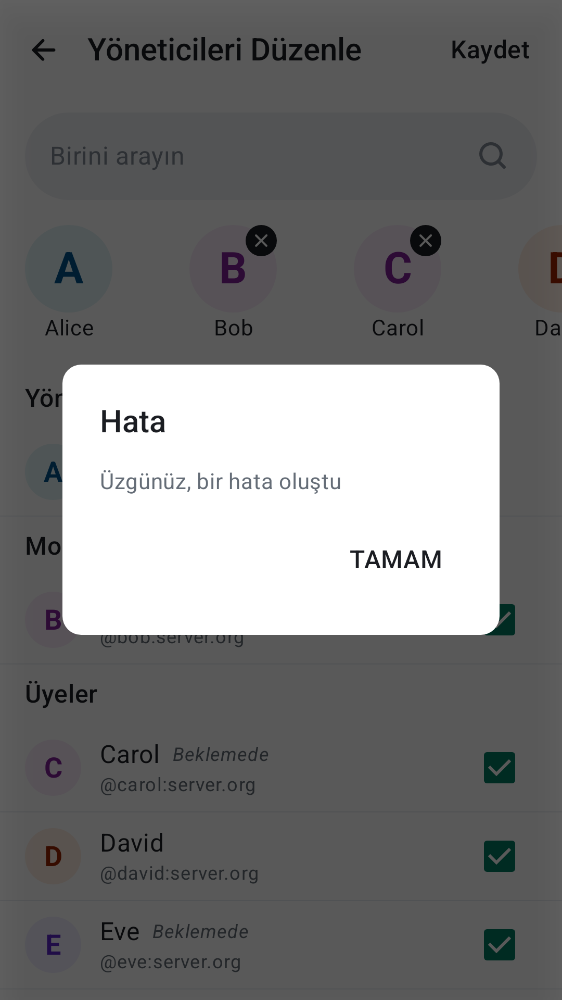 Yöneticileri Düzenle
Kaydet
Birini arayın
A
B
C
D
Alice
Bob
Carol
Da
Yör
A
Hata
Üzgünüz, bir hata oluştu
TAMAM
Mo
B
@bob:server.org
Üyeler
C
Carol Beklemede
@carol:server.org
D
David
@david:server.org
E
Eve Beklemede
@eve:server.org